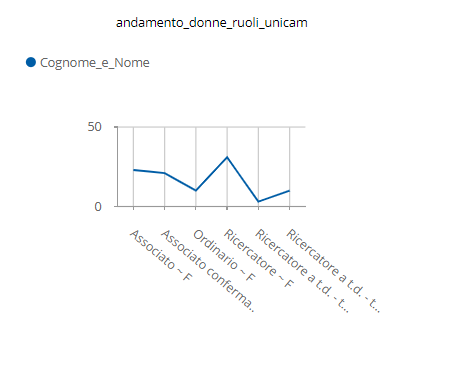 andamento_donne_ruoli_unicam
Cognome_e_Nome
50
0
Associato ~ F
Associato conferma..
Ordinario ~ F
Ricercatore ~ F
Ricercatore a t.d. - t...
Ricercatore a t.d. - t...